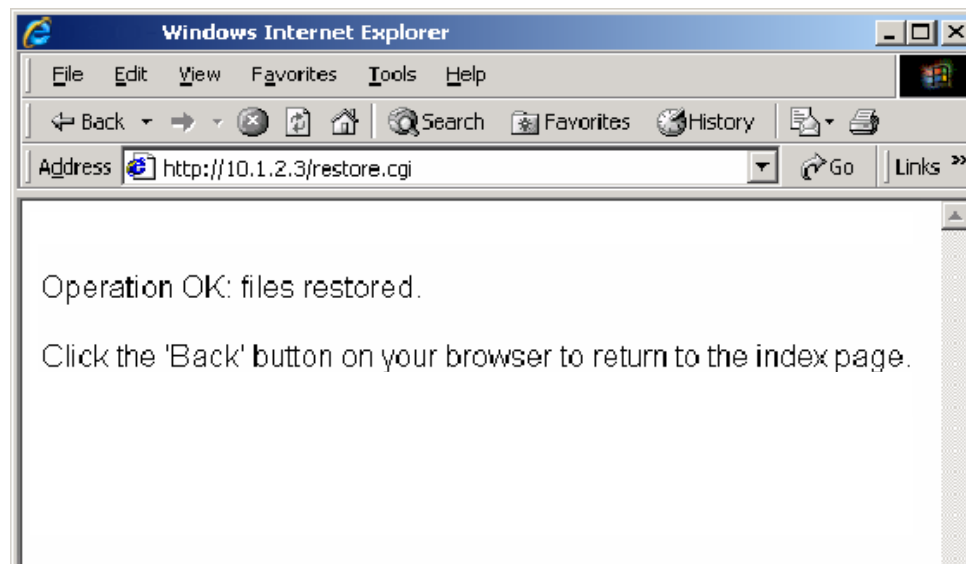 Windows Internet Explorer
File Edit View Favorites Tools Help
Back Search Favorites History
Address http://10.1.2.3/restore.cgi Go Links »
Operation OK: files restored.
Click the 'Back' button on your browser to return to the index page.